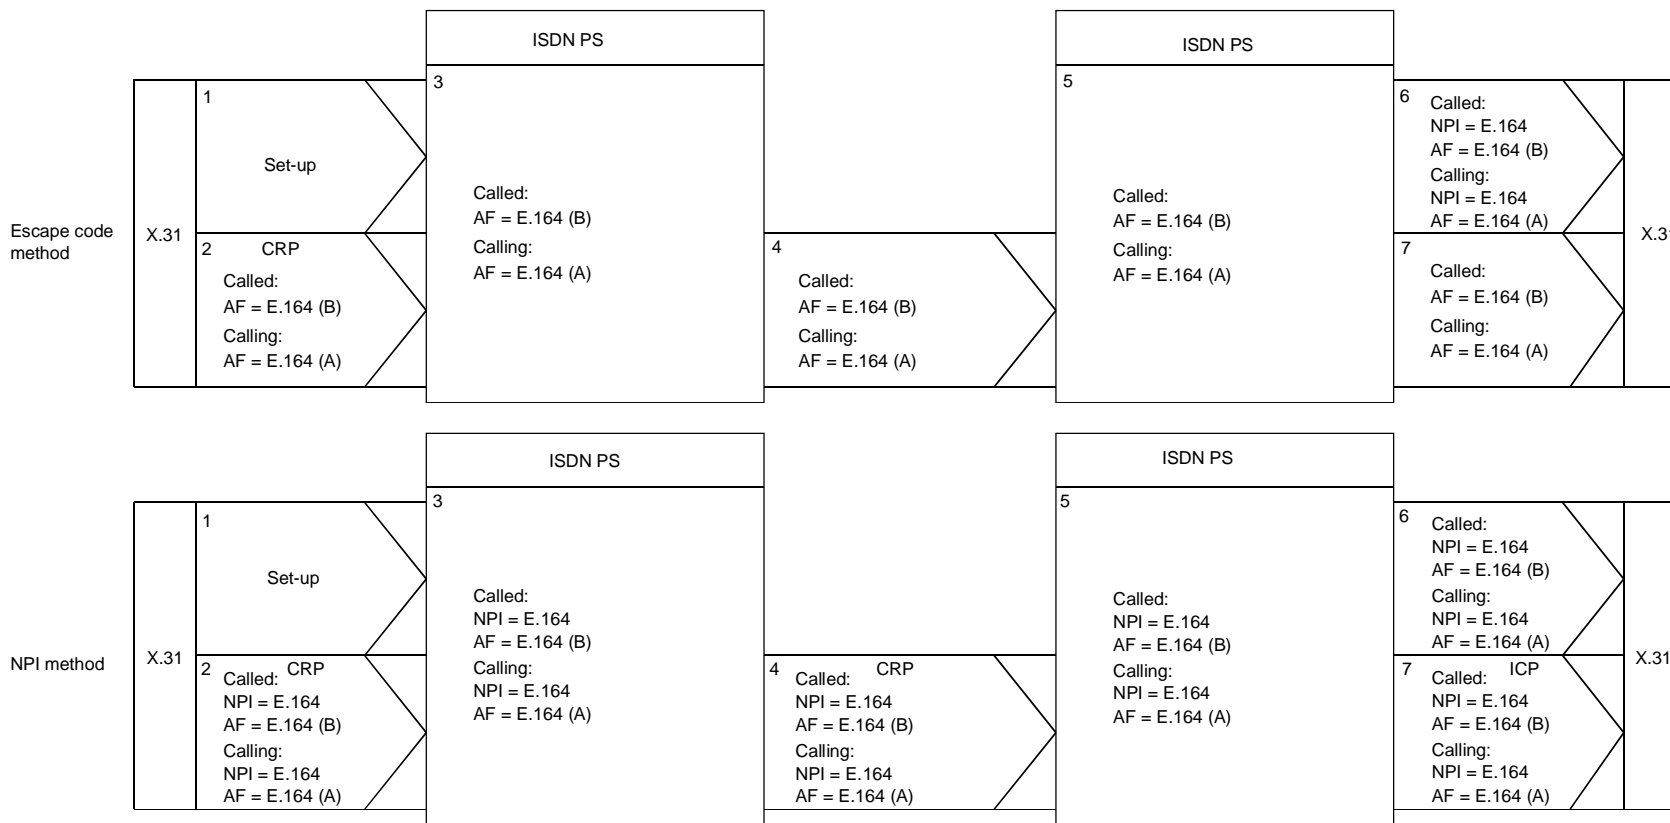 ISDN PS
ISDN PS
Escape code
method
X.31
1
Set-up
2 CRP
Called:
AF = E.164 (B)
Calling:
AF = E.164 (A)
3
Called:
AF = E.164 (B)
Calling:
AF = E.164 (A)
4
Called:
AF = E.164 (B)
Calling:
AF = E.164 (A)
5
Called:
AF = E.164 (B)
Calling:
AF = E.164 (A)
6
Called:
NPI = E.164
AF = E.164 (B)
Calling:
NPI = E.164
AF = E.164 (A)
7
Called:
AF = E.164 (B)
Calling:
AF = E.164 (A)
X.31
ISDN PS
ISDN PS
NPI method
X.31
1
Set-up
2 Called: CRP
NPI = E.164
AF = E.164 (B)
Calling:
NPI = E.164
AF = E.164 (A)
3
Called:
NPI = E.164
AF = E.164 (B)
Calling:
NPI = E.164
AF = E.164 (A)
4 Called: CRP
NPI = E.164
AF = E.164 (B)
Calling:
NPI = E.164
AF = E.164 (A)
5
Called:
NPI = E.164
AF = E.164 (B)
Calling:
NPI = E.164
AF = E.164 (A)
6
Called:
NPI = E.164
AF = E.164 (B)
Calling:
NPI = E.164
AF = E.164 (A)
7 Called: ICP
NPI = E.164
AF = E.164 (B)
Calling:
NPI = E.164
AF = E.164 (A)
X.31